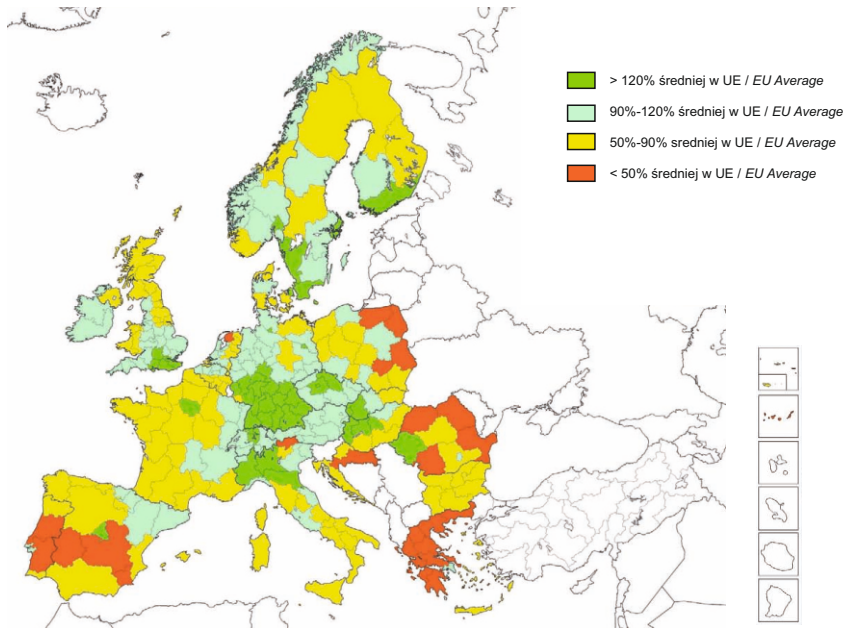 > 120% średniej w UE / EU Average
90%-120% średniej w UE / EU Average
50%-90% sredniej w UE / EU Average
< 50% średniej w UE / EU Average